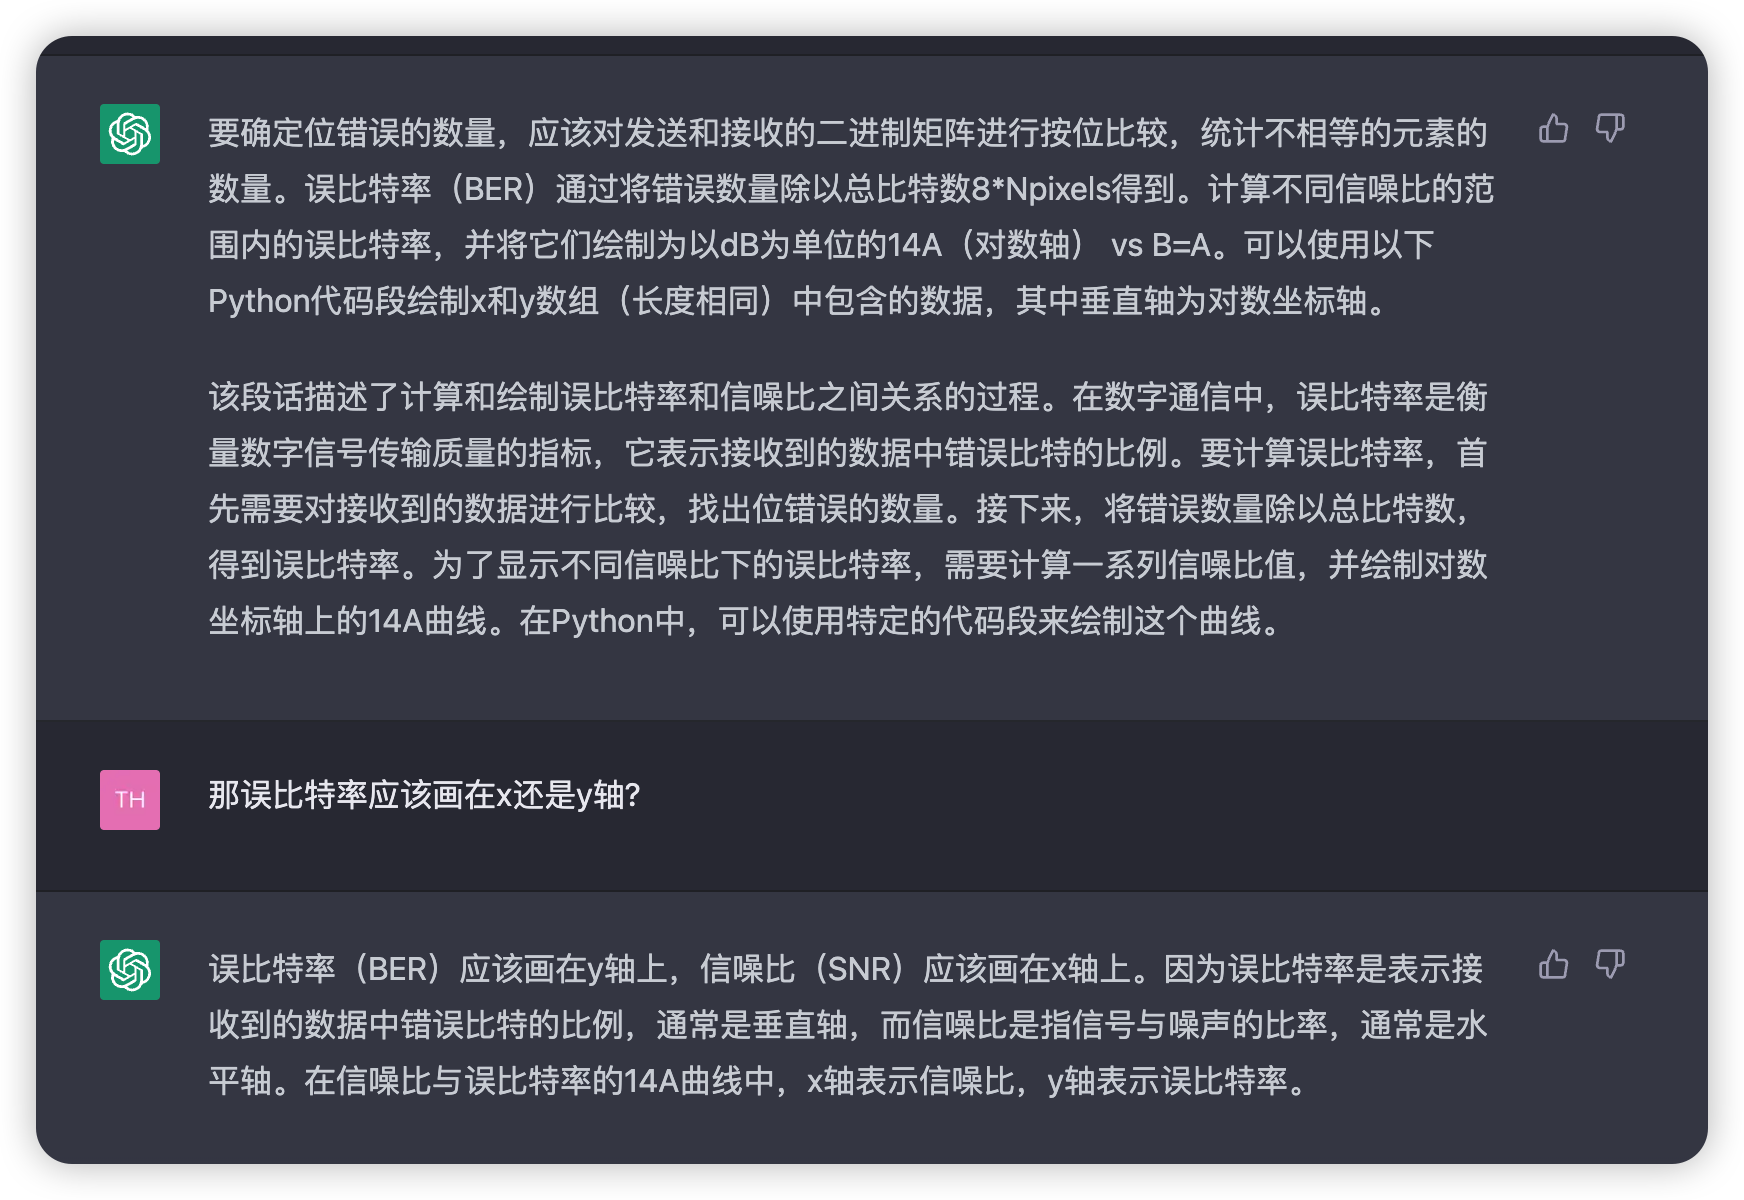 要确定位错误的数量，应该对发送和接收的二进制矩阵进行按位比较，统计不相等的元素的
数量。误比特率（BER）通过将错误数量除以总比特数8*Npixels得到。计算不同信噪比的范
围内的误比特率，并将它们绘制为以dB为单位的14A（对数轴） vs B=A。可以使用以下
Python代码段绘制x和y数组（长度相同）中包含的数据，其中垂直轴为对数坐标轴。
该段话描述了计算和绘制误比特率和信噪比之间关系的过程。在数字通信中，误比特率是衡
量数字信号传输质量的指标，它表示接收到的数据中错误比特的比例。要计算误比特率，首
先需要对接收到的数据进行比较，找出位错误的数量。接下来，将错误数量除以总比特数，
得到误比特率。为了显示不同信噪比下的误比特率，需要计算一系列信噪比值，并绘制对数
坐标轴上的14A曲线。在Python中，可以使用特定的代码段来绘制这个曲线。
TH
那误比特率应该画在x还是y轴?
误比特率（BER）应该画在y轴上，信噪比（SNR）应该画在x轴上。因为误比特率是表示接
收到的数据中错误比特的比例，通常是垂直轴，而信噪比是指信号与噪声的比率，通常是水
平轴。在信噪比与误比特率的14A曲线中，x轴表示信噪比，y轴表示误比特率。